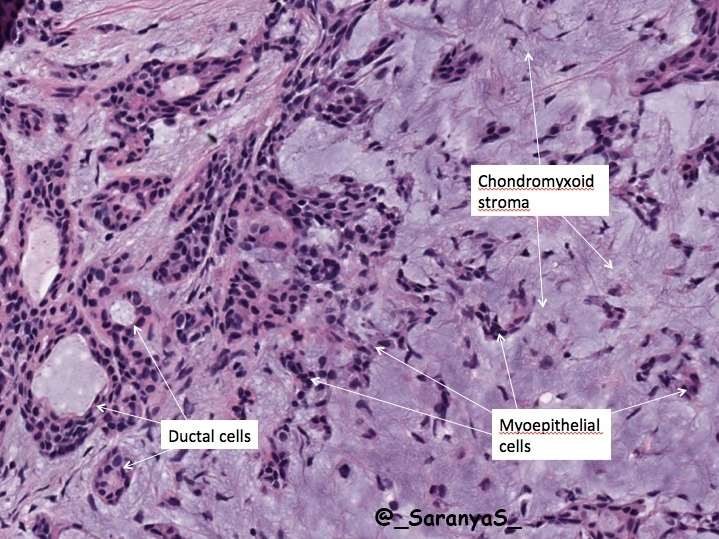 Chondromyxoid
stroma
Ductal cells
Myoepithelial
cells
@_SaranyaS_